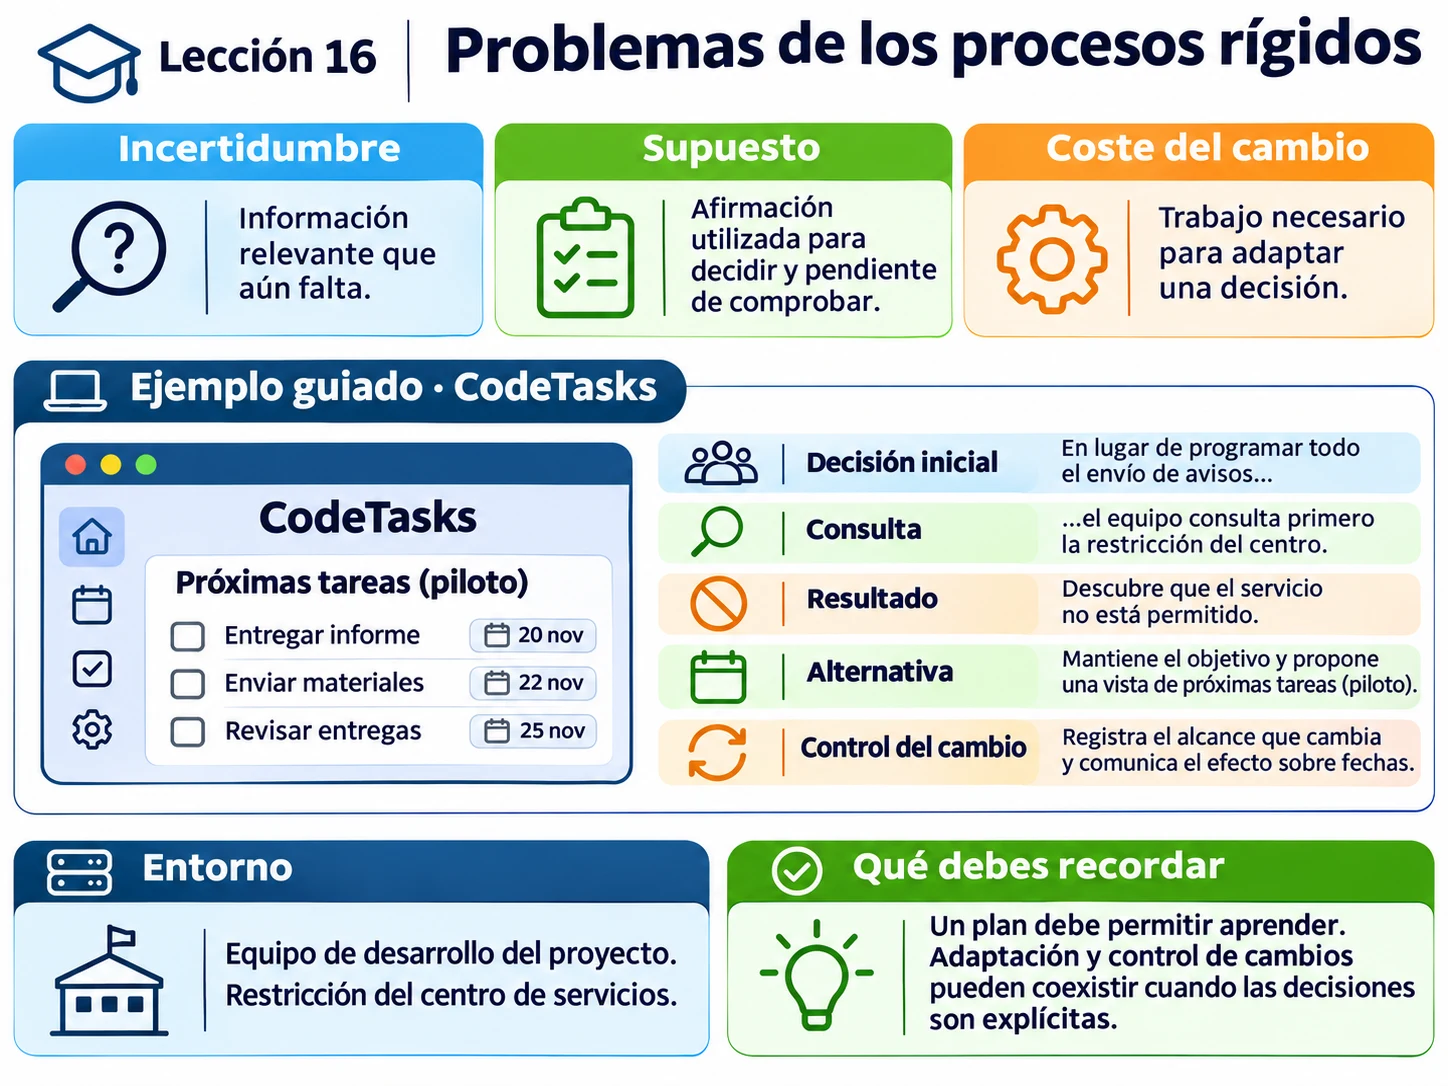 Lección 16
Problemas de los procesos rígidos
Incertidumbre
Información
relevante que
aún falta.
Supuesto
Afirmación
utilizada para
decidir y pendiente
de comprobar.
Coste del cambio
Trabajo necesario
para adaptar
una decisión.
Ejemplo guiado · CodeTasks
CodeTasks
Próximas tareas (piloto)
Entregar informe
20 nov
Enviar materiales
22 nov
Revisar entregas
25 nov
Decisión inicial
En lugar de programar todo
el envío de avisos...
Consulta
...el equipo consulta primero
la restricción del centro.
Resultado
Descubre que el servicio
no está permitido.
Alternativa
Mantiene el objetivo y propone
una vista de próximas tareas (piloto).
Control del cambio
Registra el alcance que cambia
y comunica el efecto sobre fechas.
Entorno
Equipo de desarrollo del proyecto.
Restricción del centro de servicios.
Qué debes recordar
Un plan debe permitir aprender.
Adaptación y control de cambios
pueden coexistir cuando las decisiones
son explícitas.